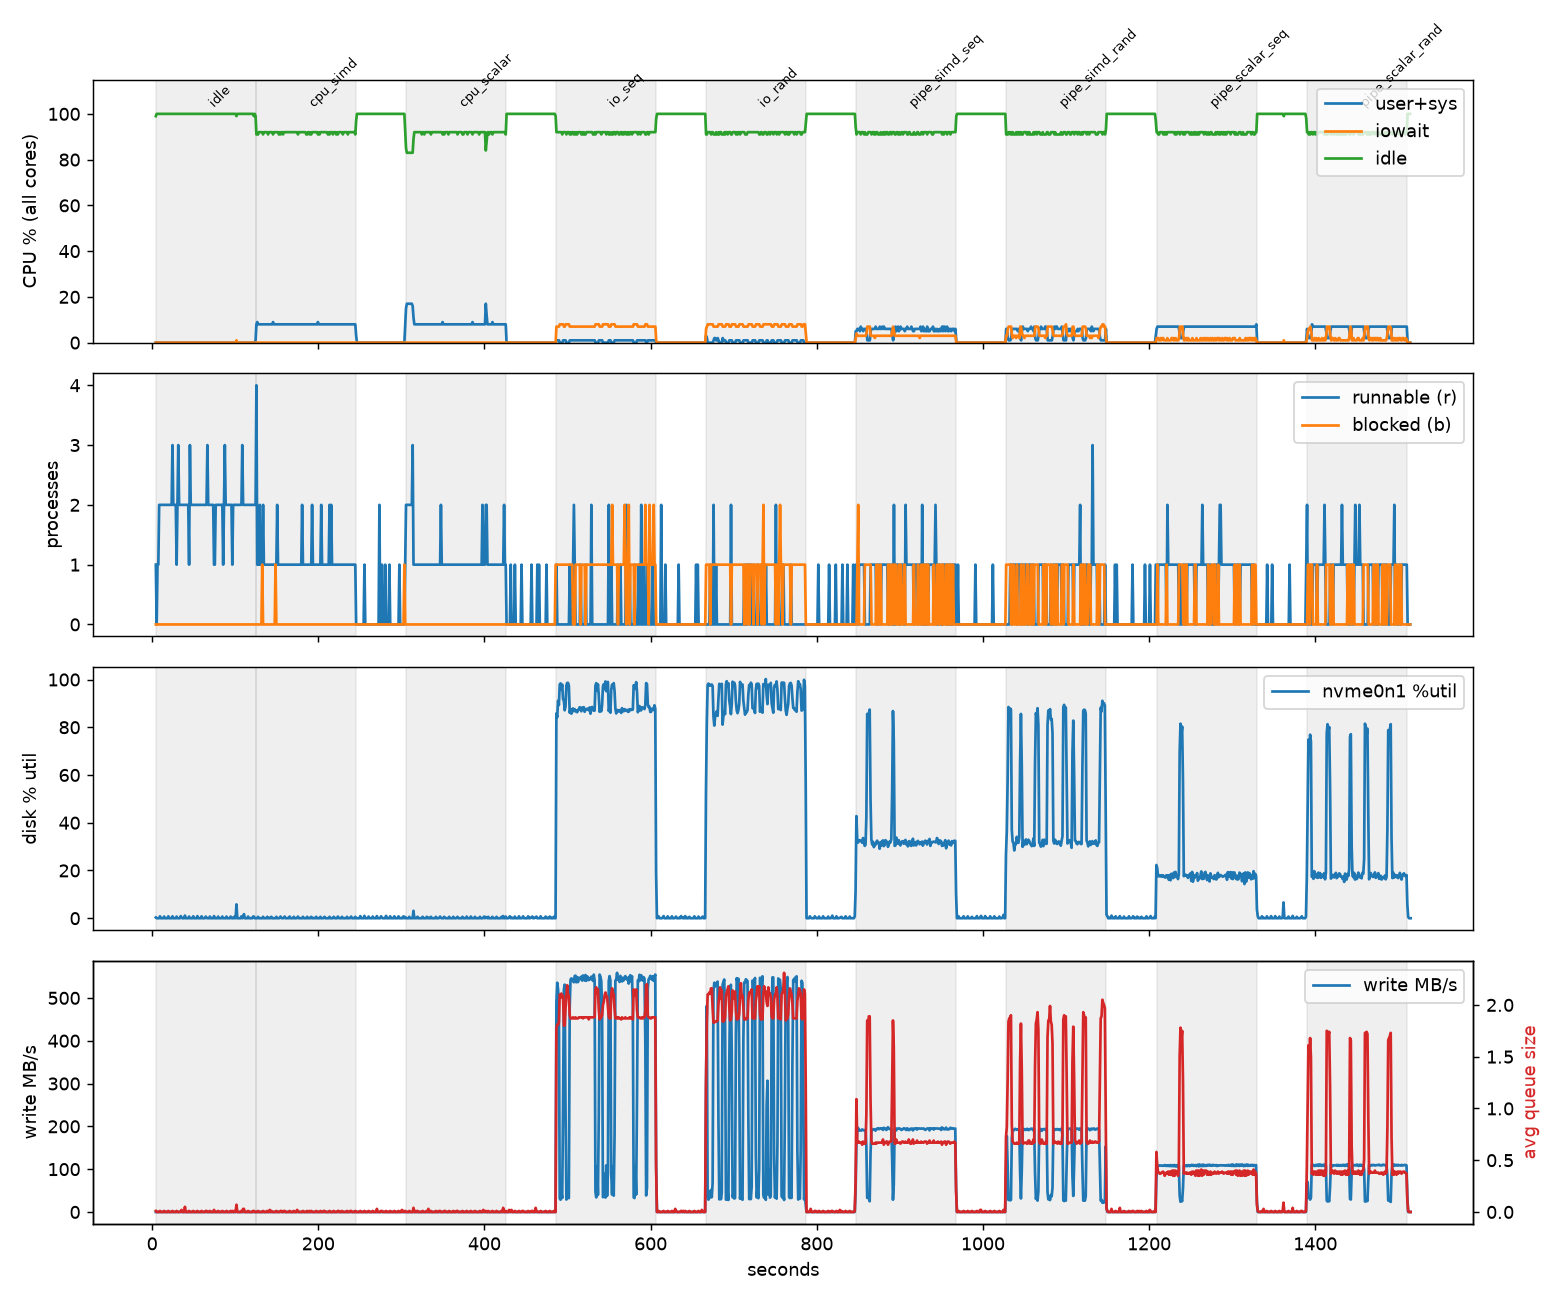 idle
cpu_simd
cpu_scalar
io_seq
io_rand
pipe_simd_seq
pipe_simd_rand
pipe_scalar_seq
pipe_scalar_rand
CPU % (all cores)
100
80
60
40
20
0
user+sys
iowait
idle
processes
4
3
2
1
0
runnable (r)
blocked (b)
disk % util
100
80
60
40
20
0
nvme0n1 %util
write MB/s
500
400
300
200
100
0
write MB/s
2.0
1.5
1.0
0.5
0.0
avg queue size
0 200 400 600 800 1000 1200 1400
seconds